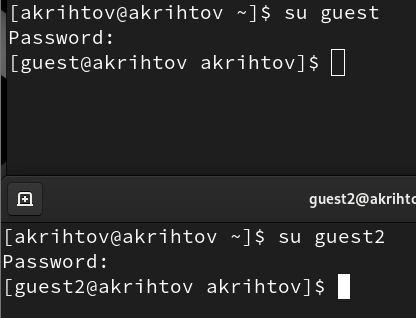 [akrihtov@akrihtov ~]$ su guest
Password:
[guest@akrihtov akrihtov]$
guest2@akrihto
[akrihtov@akrihtov ~]$ su guest2
Password:
[guest2@akrihtov akrihtov]$